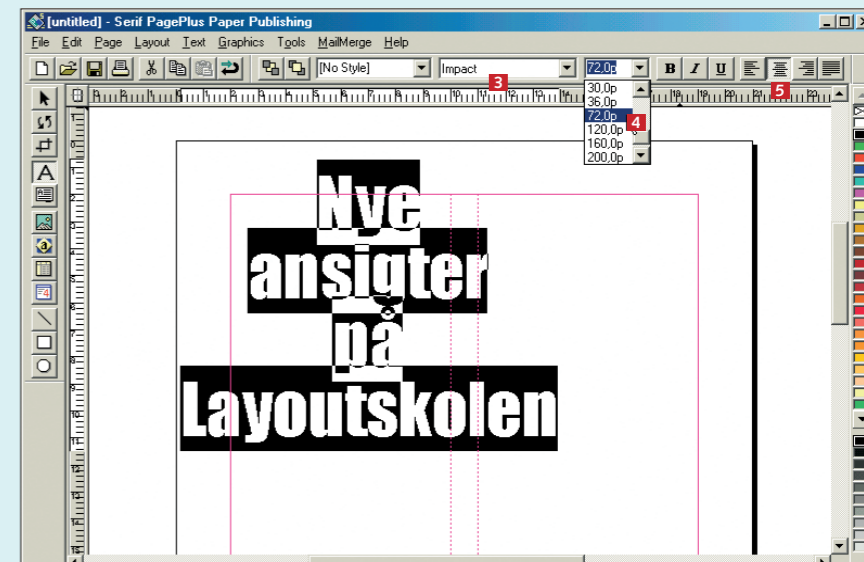 [untitled] - Serif PagePlus Paper Publishing
File Edit Page Layout Text Graphics Tools MailMerge Help
[No Style] Impact 72,0p B I U
3
5
30,0p
36,0p
72,0p
4
120,0p
160,0p
200,0p
Nye
ansigter
på
Layoutskolen